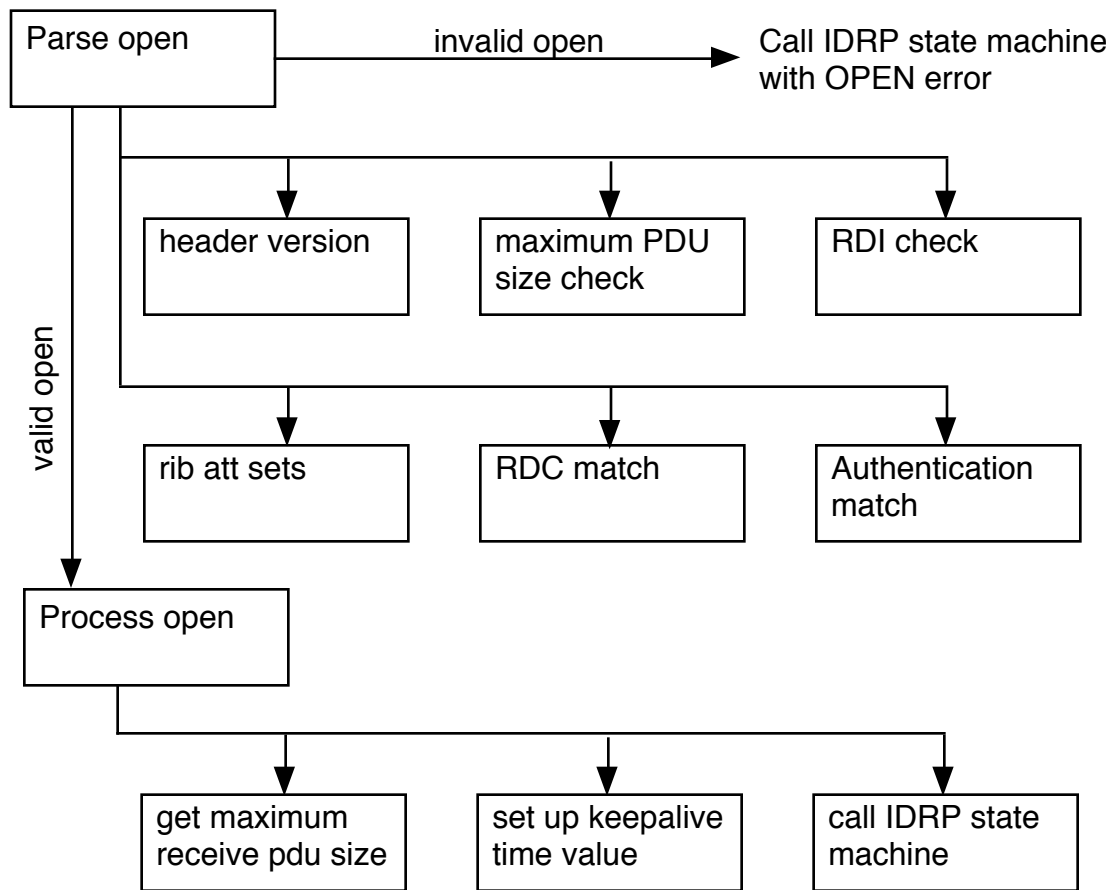 Parse open
invalid open
Call IDRP state machine
with OPEN error
header version
maximum PDU
size check
RDI check
valid open
rib att sets
RDC match
Authentication
match
Process open
get maximum
receive pdu size
set up keepalive
time value
call IDRP state
machine